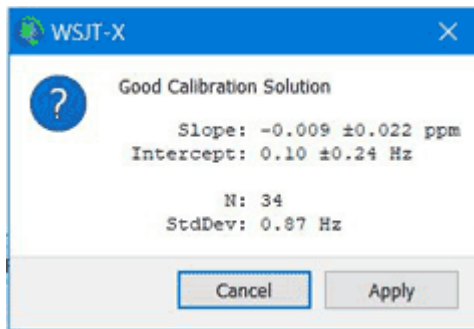 WSJT-X
Good Calibration Solution
Slope: -0.009 ±0.022 ppm
Intercept: 0.10 ±0.24 Hz
N: 34
StdDev: 0.87 Hz
Cancel Apply